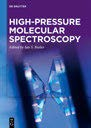 DE GRUYTER
HIGH-PRESSURE
MOLECULAR
SPECTROSCOPY
Edited by Ian S. Butler